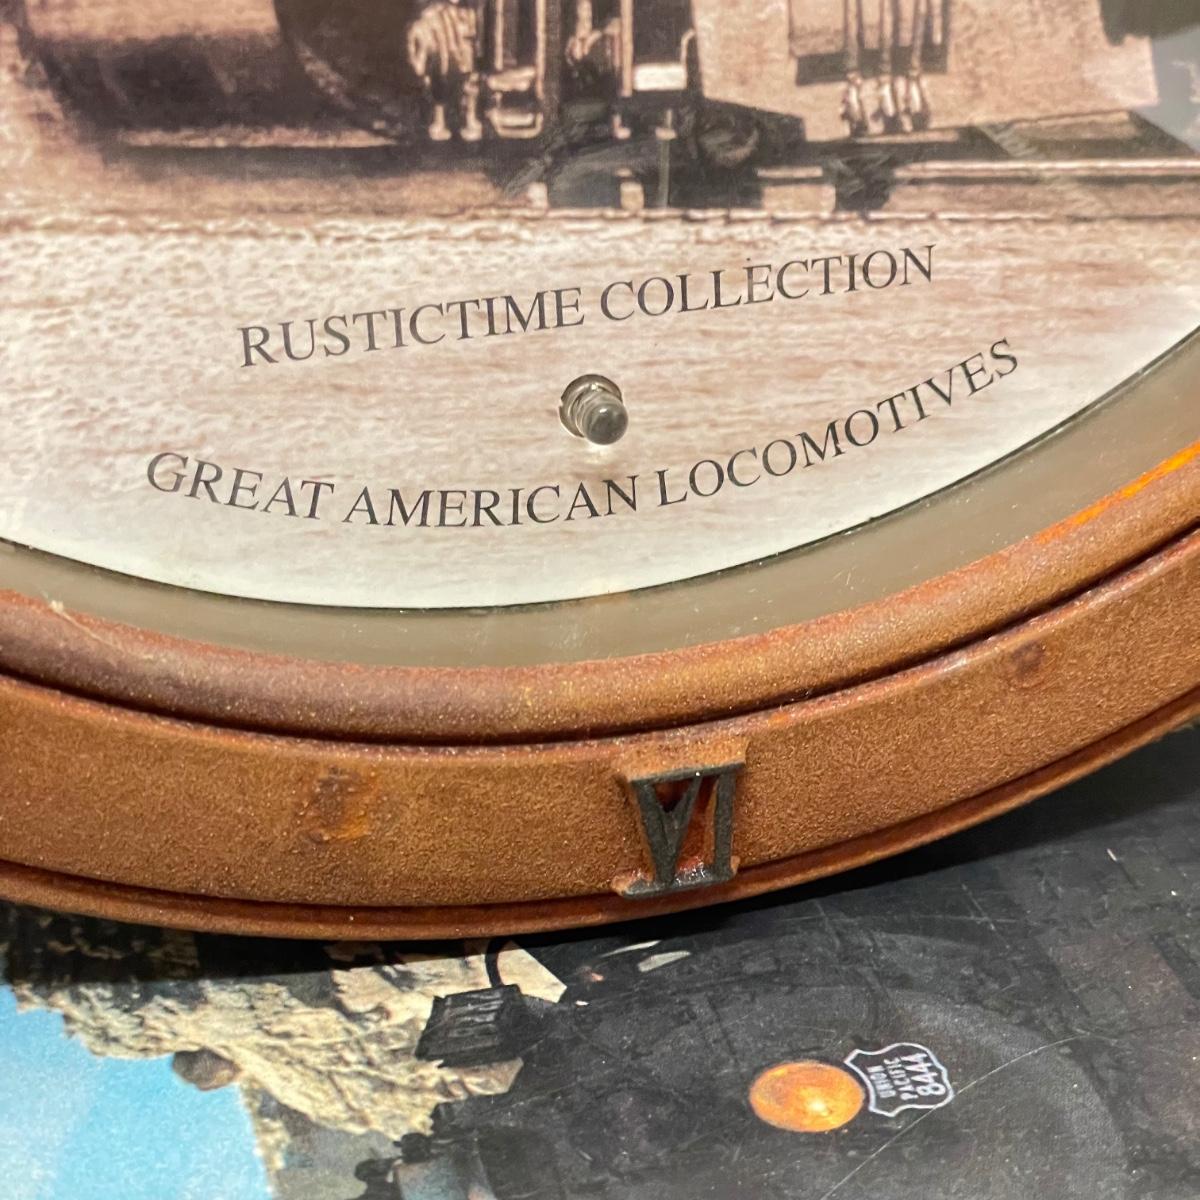 RUSTICTIME COLLECTION
GREAT AMERICAN LOCOMOTIVES
VI
UNION
PACIFIC
8444